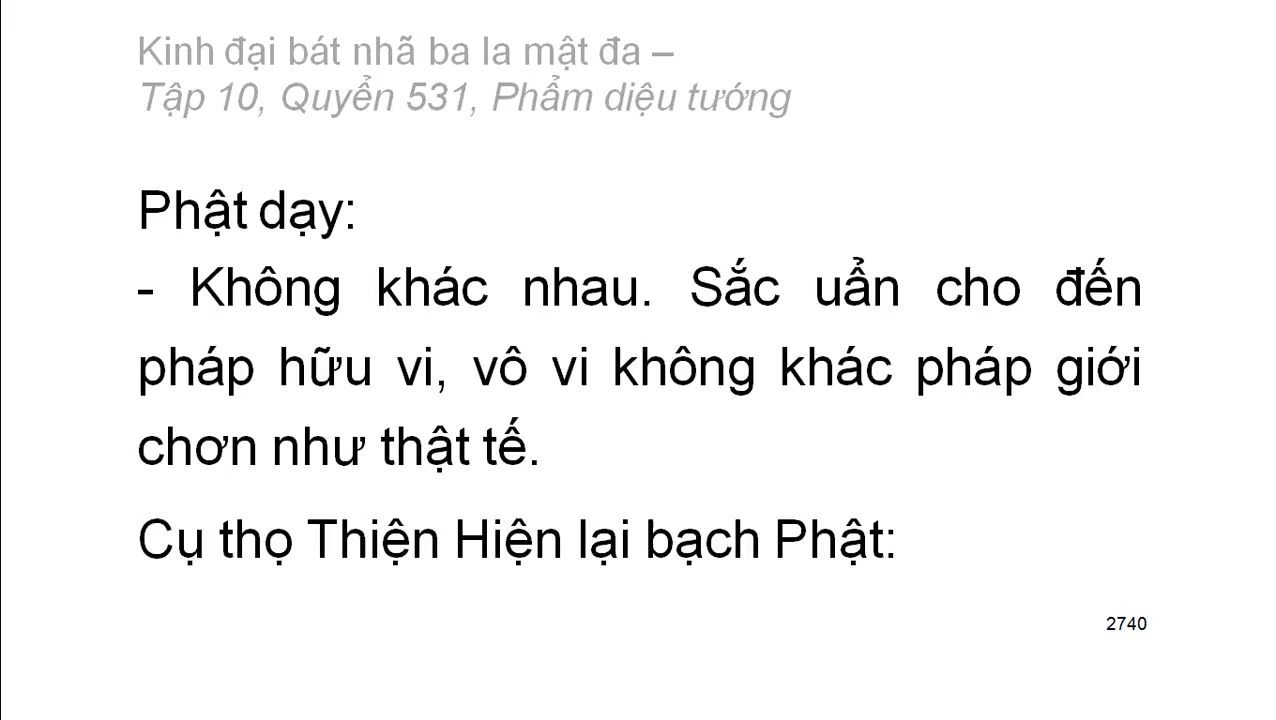 Kinh đại bát nhã ba la mật đa –
Tập 10, Quyển 531, Phẩm diệu tướng
Phật dạy:
- Không khác nhau. Sắc uẩn cho đến
pháp hữu vi, vô vi không khác pháp giới
chơn như thật tế.
Cụ thọ Thiện Hiện lại bạch Phật:
2740